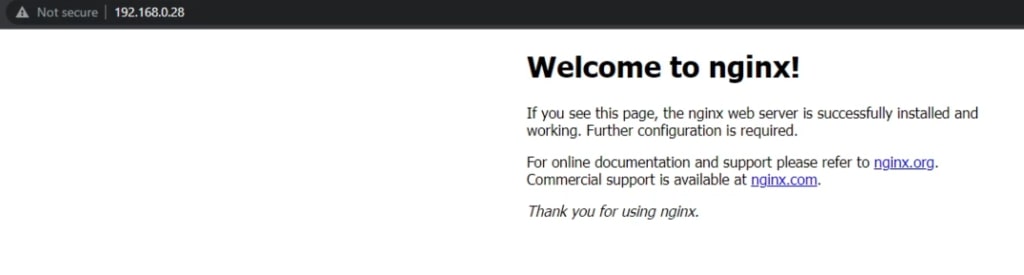 Not secure | 192.168.0.28
Welcome to nginx!
If you see this page, the nginx web server is successfully installed and
working. Further configuration is required.
For online documentation and support please refer to nginx.org.
Commercial support is available at nginx.com.
Thank you for using nginx.